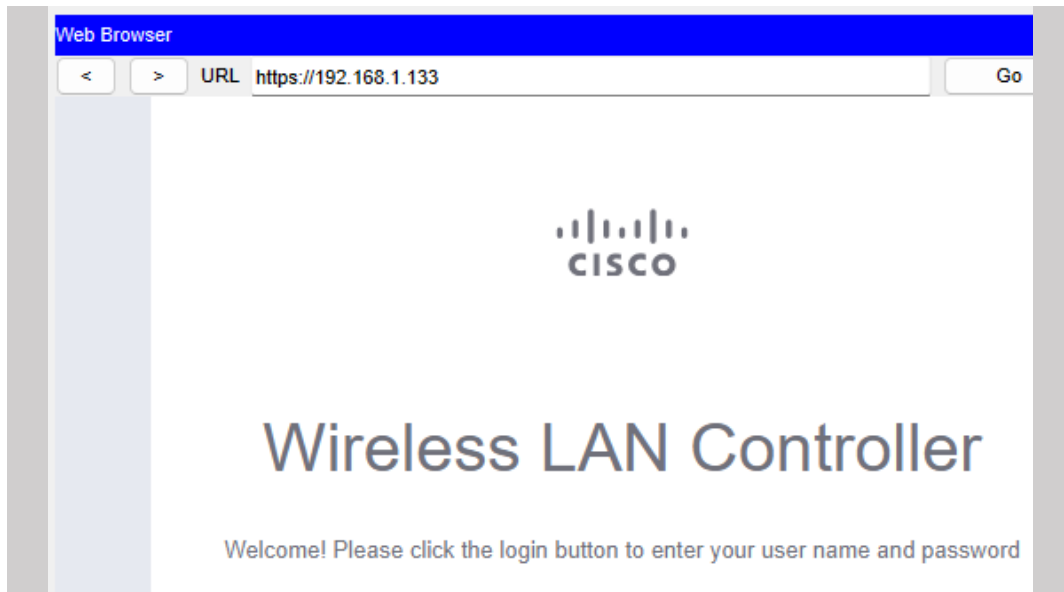 Web Browser
< > URL https://192.168.1.133 Go
CISCO
Wireless LAN Controller
Welcome! Please click the login button to enter your user name and password